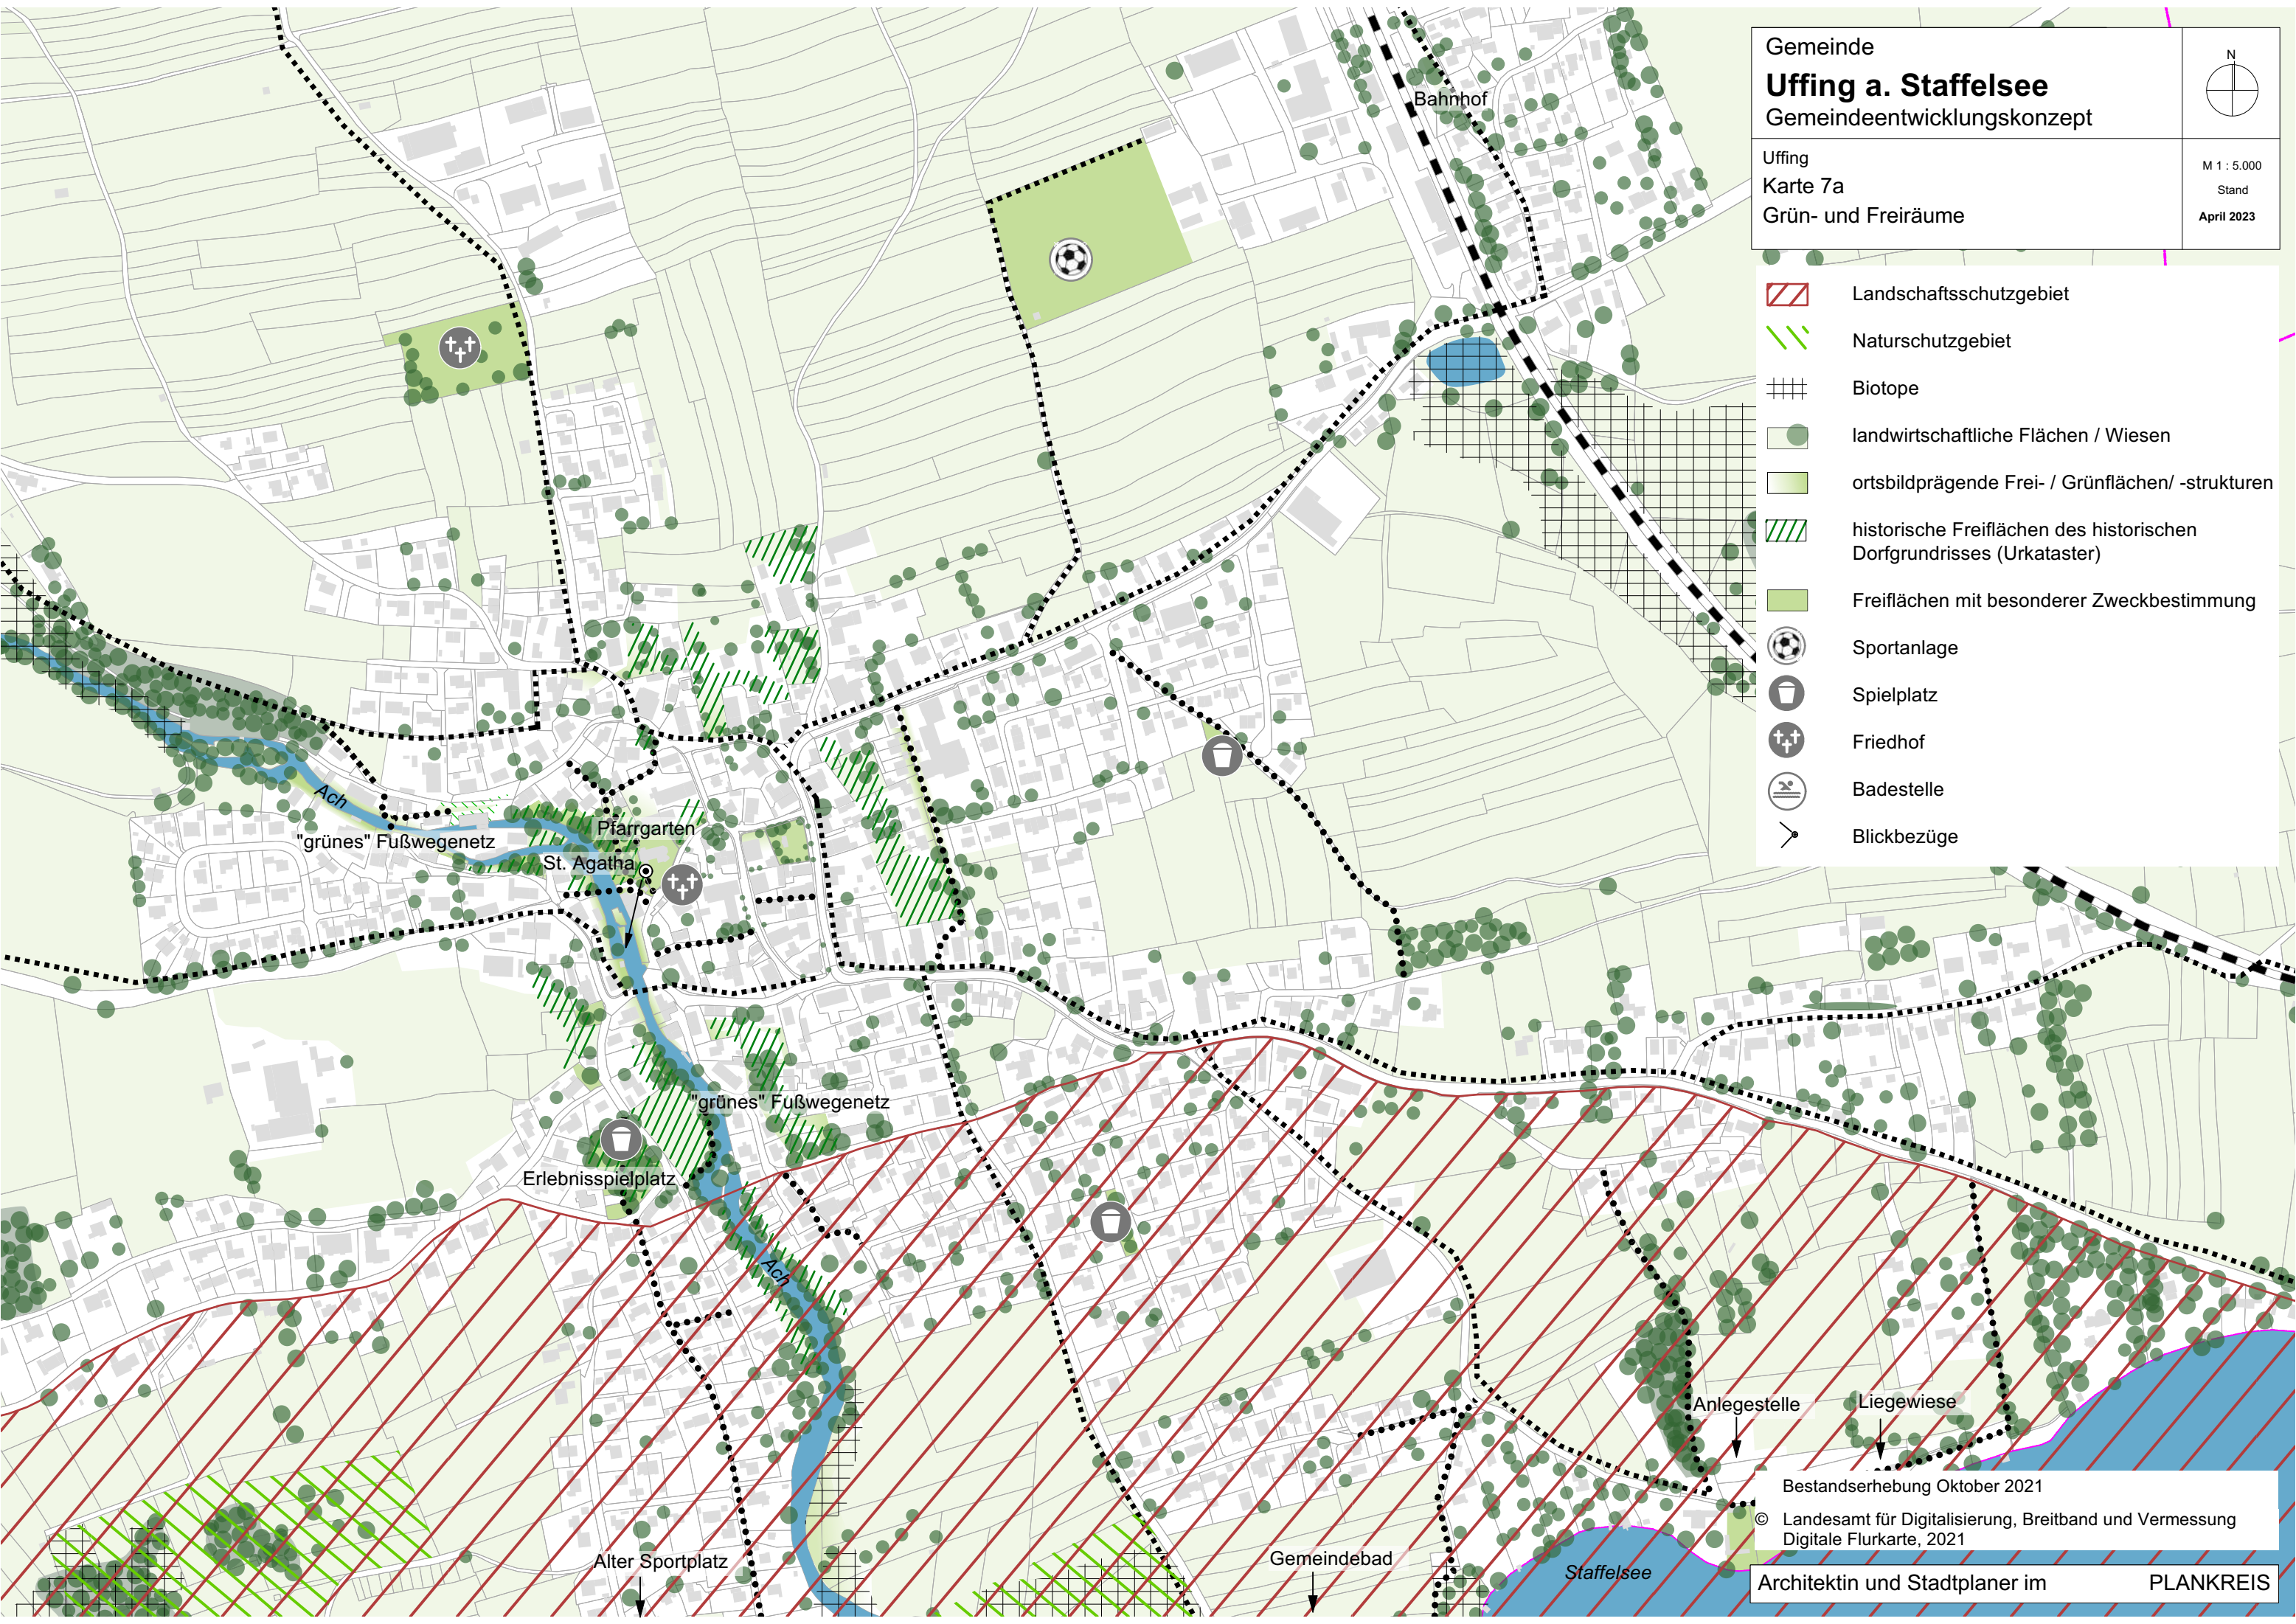 Gemeinde
Uffing a. Staffelsee
Gemeindeentwicklungskonzept
N
Uffing
Karte 7a
Grün- und Freiräume
M 1 : 5.000
Stand
April 2023
Landschaftsschutzgebiet
Naturschutzgebiet
Biotope
landwirtschaftliche Flächen / Wiesen
ortsbildprägende Frei- / Grünflächen/ -strukturen
historische Freiflächen des historischen
Dorfgrundrisses (Urkataster)
Freiflächen mit besonderer Zweckbestimmung
Sportanlage
Spielplatz
Friedhof
Badestelle
Blickbezüge
Bahnhof
Ach
"grünes" Fußwegenetz
Pfarrgarten
St. Agatha
"grünes" Fußwegenetz
Erlebnisspielplatz
Ach
Anlegestelle
Liegewiese
Alter Sportplatz
Gemeindebad
Staffelsee
Bestandserhebung Oktober 2021
© Landesamt für Digitalisierung, Breitband und Vermessung
Digitale Flurkarte, 2021
Architektin und Stadtplaner im PLANKREIS